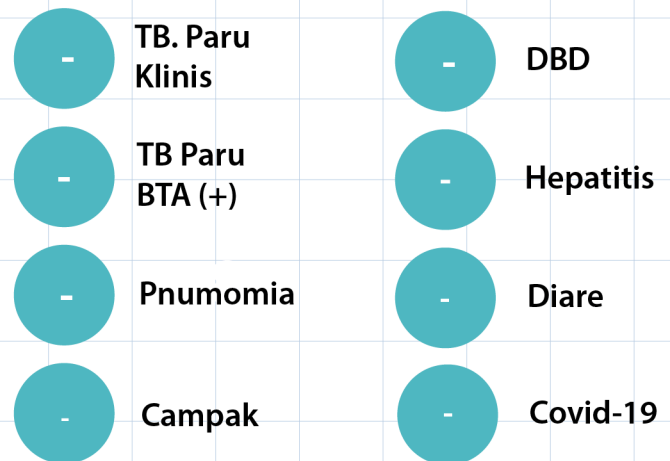 -
TB. Paru
Klinis
-
TB Paru
BTA (+)
-
Pnumomia
-
Campak
-
DBD
-
Hepatitis
-
Diare
-
Covid-19